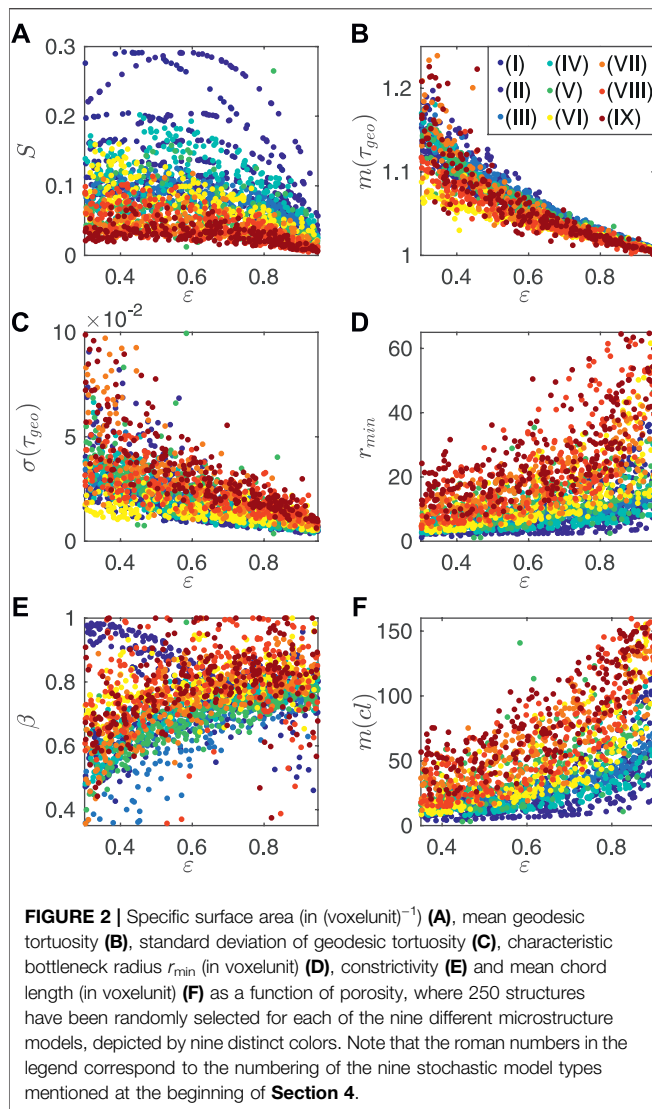 A
B
0.3
0.2
0.1
0
S
0.4
0.6
0.8
ε
1.2
1.1
1
m(τgeo)
(I)
(IV)
(VII)
(II)
(V)
(VIII)
(III)
(VI)
(IX)
0.4
0.6
0.8
ε
C
D
10
×10-2
5
0
σ(τgeo)
0.4
0.6
0.8
ε
60
40
20
0
rmin
0.4
0.6
0.8
ε
E
F
1
0.8
0.6
0.4
β
0.4
0.6
0.8
ε
150
100
50
0
m(cl)
0.4
0.6
0.8
ε
FIGURE 2 | Specific surface area (in (voxelunit)−1) (A), mean geodesic
tortuosity (B), standard deviation of geodesic tortuosity (C), characteristic
bottleneck radius rmin (in voxelunit) (D), constrictivity (E) and mean chord
length (in voxelunit) (F) as a function of porosity, where 250 structures
have been randomly selected for each of the nine different microstructure
models, depicted by nine distinct colors. Note that the roman numbers in the
legend correspond to the numbering of the nine stochastic model types
mentioned at the beginning of Section 4.